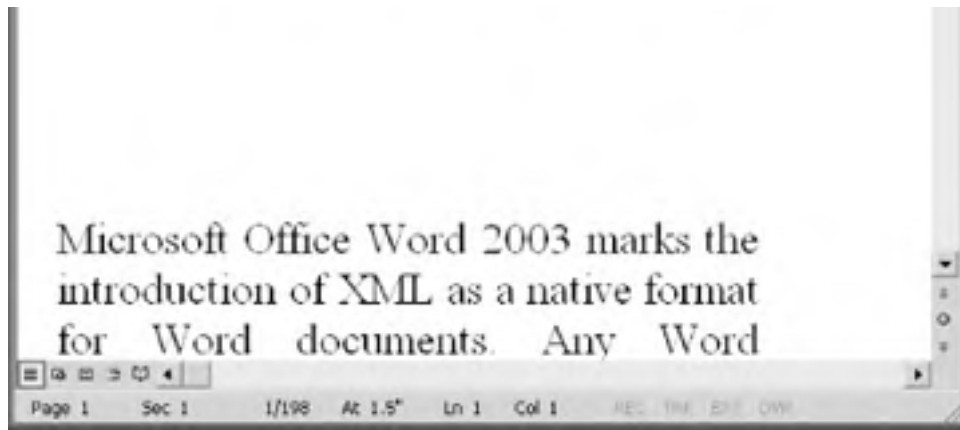 Microsoft Office Word 2003 marks the
introduction of XML as a native format
for Word documents. Any Word
Page 1 Sec 1 1/198 At 1.5" Ln 1 Col 1 REC TRK EXT OVR